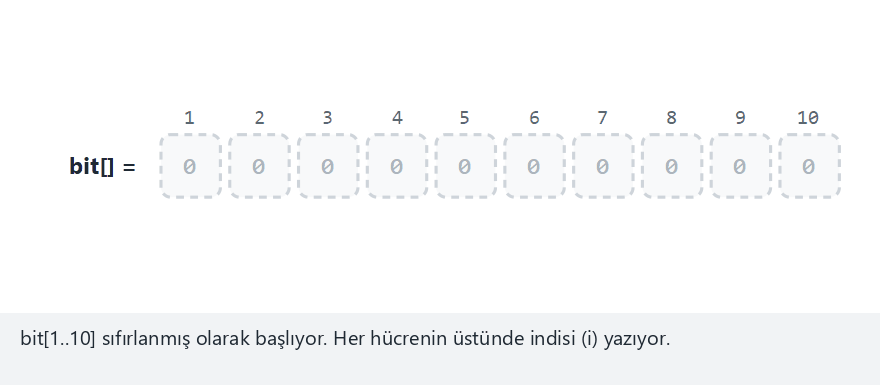 1 2 3 4 5 6 7 8 9 10
bit[] = 0 0 0 0 0 0 0 0 0 0
bit[1..10] sıfırlanmış olarak başlıyor. Her hücrenin üstünde indisi (i) yazıyor.